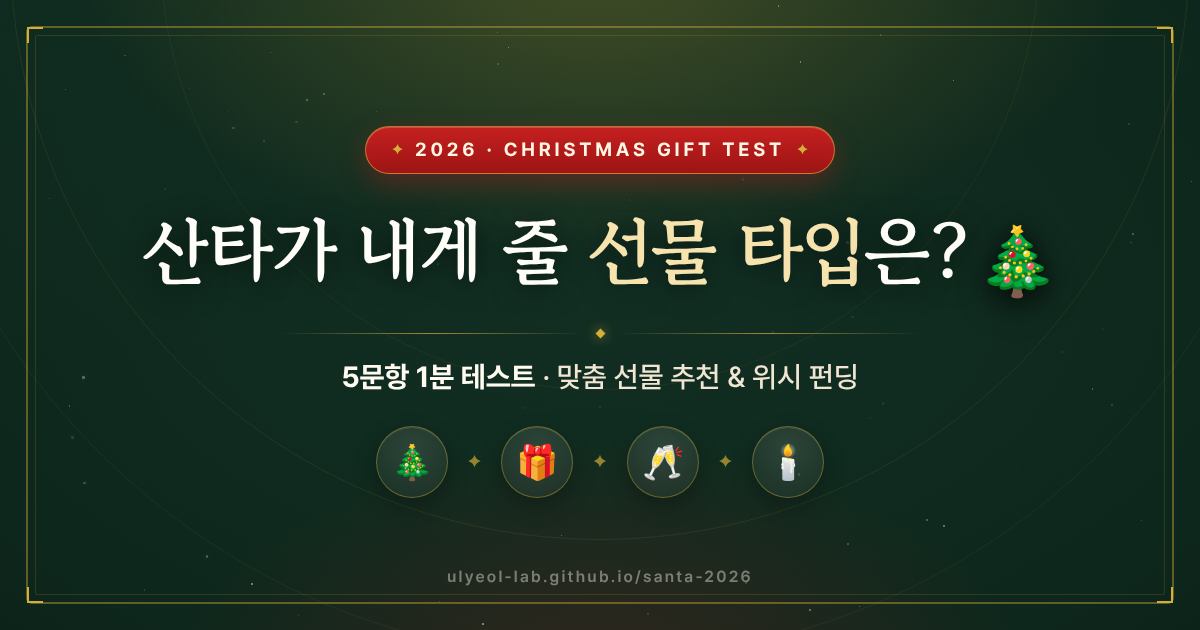 2026 · CHRISTMAS GIFT TEST
산타가 내게 줄 선물 타입은?
5문항 1분 테스트 · 맞춤 선물 추천 & 위시 펀딩
ulyeol-lab.github.io/santa-2026